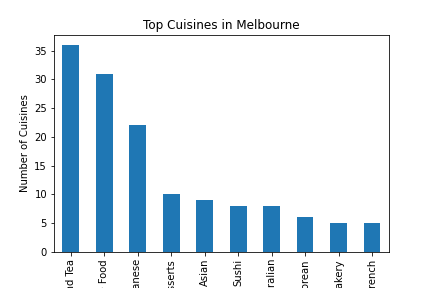 Top Cuisines in Melbourne
Number of Cuisines
35
30
25
20
15
10
5
0
nd Tea
Food
anese
sserts
Asian
Sushi
ralian
orean
akery
rench